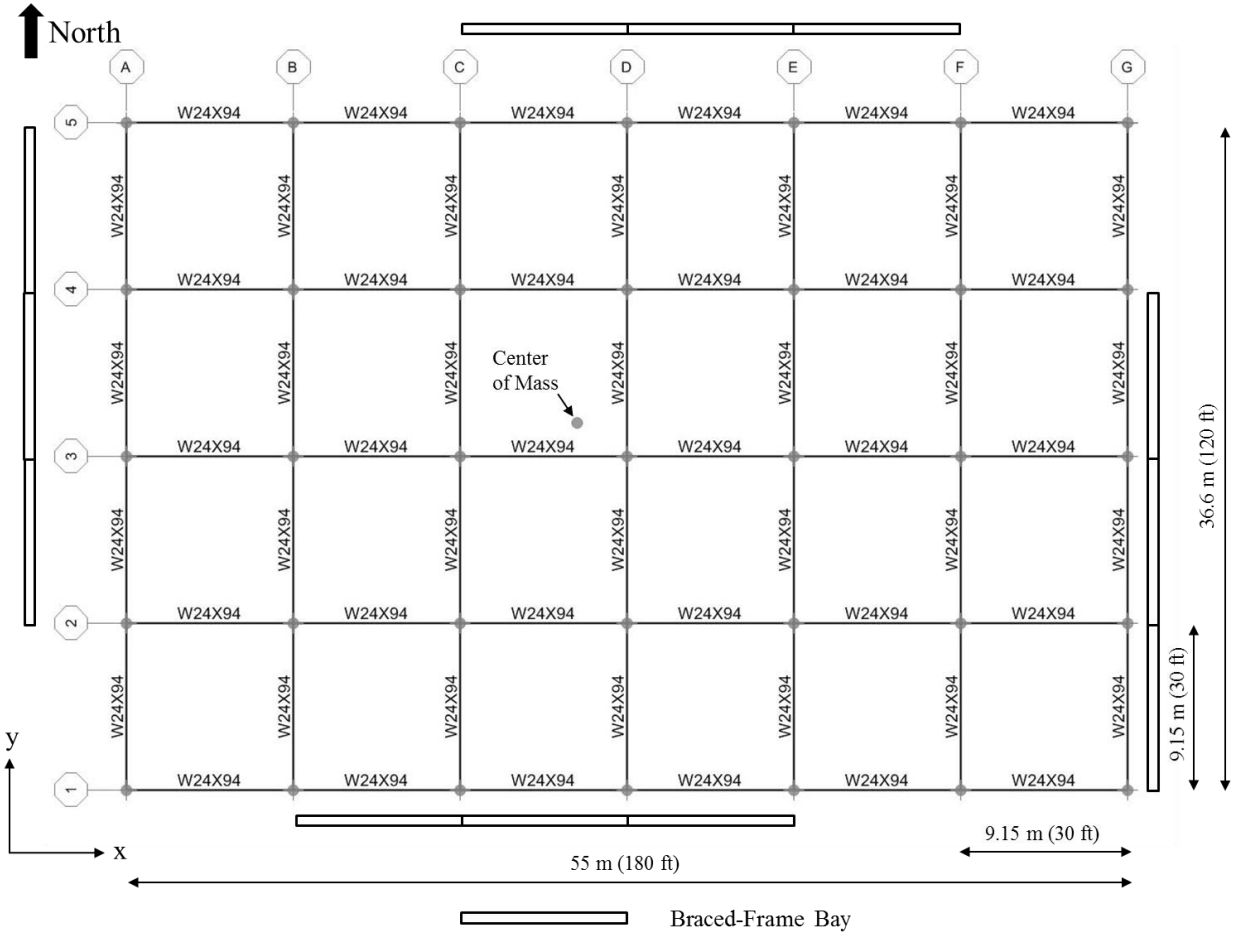 North
A B C D E F G
5
W24X94 W24X94 W24X94 W24X94 W24X94 W24X94
W24X94 W24X94 W24X94 W24X94 W24X94 W24X94 W24X94
4
W24X94 W24X94 W24X94 W24X94 W24X94 W24X94
Center
of Mass
W24X94 W24X94 W24X94 W24X94 W24X94 W24X94 W24X94
3
W24X94 W24X94 W24X94 W24X94 W24X94 W24X94
36.6 m (120 ft)
W24X94 W24X94 W24X94 W24X94 W24X94 W24X94 W24X94
2
W24X94 W24X94 W24X94 W24X94 W24X94 W24X94
W24X94 W24X94 W24X94 W24X94 W24X94 W24X94 W24X94
9.15 m (30 ft)
y
1
W24X94 W24X94 W24X94 W24X94 W24X94 W24X94
x
9.15 m (30 ft)
55 m (180 ft)
Braced-Frame Bay